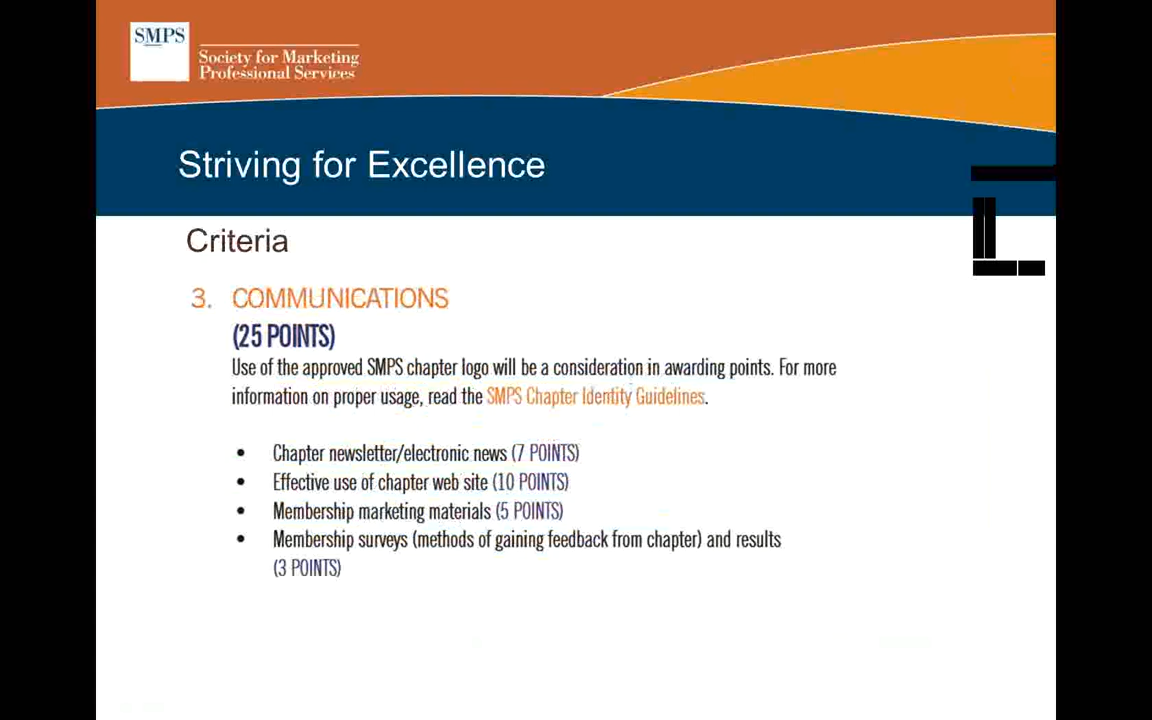 SMPS
Society for Marketing
Professional Services
Striving for Excellence
Criteria
3. COMMUNICATIONS
(25 POINTS)
Use of the approved SMPS chapter logo will be a consideration in awarding points. For more
information on proper usage, read the SMPS Chapter Identity Guidelines.
• Chapter newsletter/electronic news (7 POINTS)
• Effective use of chapter web site (10 POINTS)
• Membership marketing materials (5 POINTS)
• Membership surveys (methods of gaining feedback from chapter) and results
(3 POINTS)